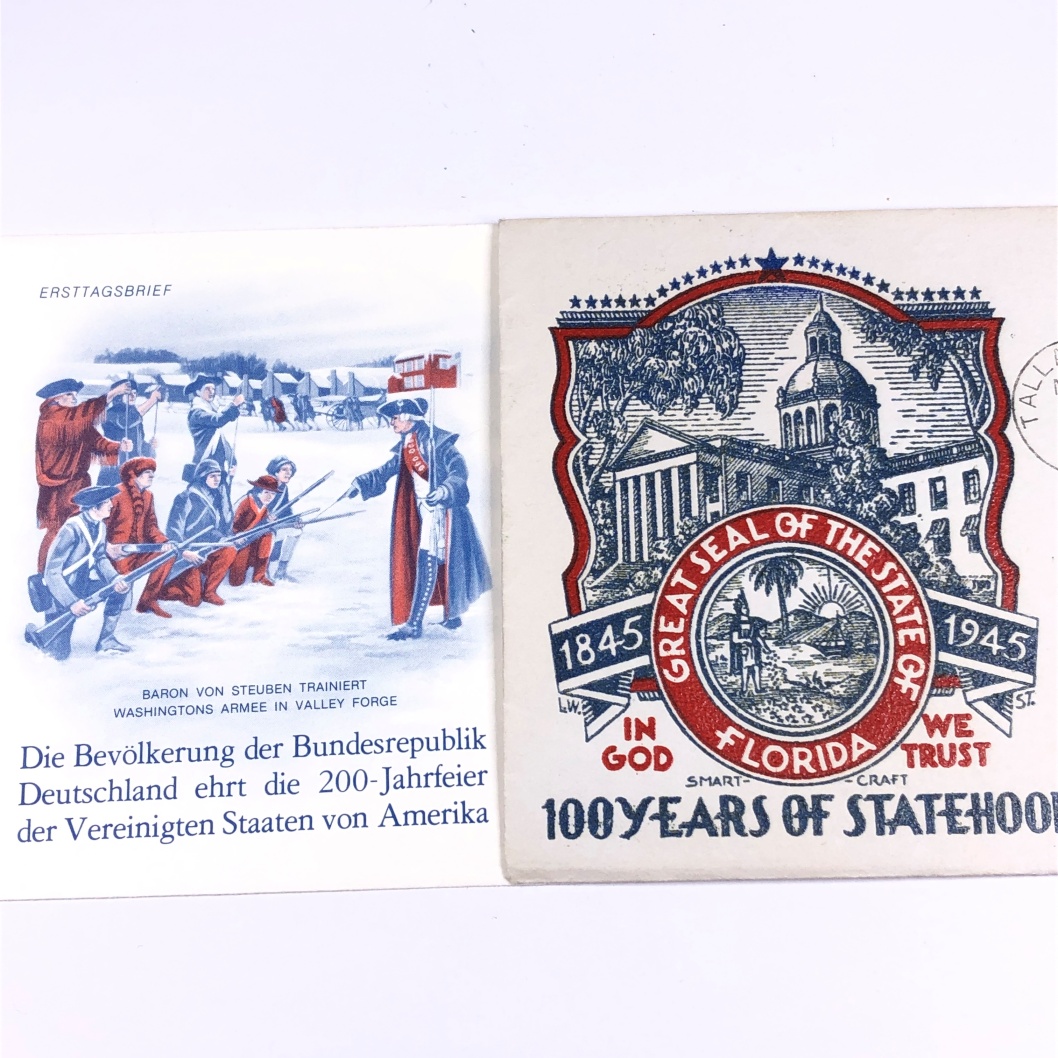 ERSTTAGSBRIEF
BARON VON STEUBEN TRAINIERT
WASHINGTONS ARMEE IN VALLEY FORGE
Die Bevölkerung der Bundesrepublik
Deutschland ehrt die 200-Jahrfeier
der Vereinigten Staaten von Amerika
GREAT SEAL OF THE STATE OF
FLORIDA
1845
1945
L.W.
ST.
IN
GOD
WE
TRUST
SMART-CRAFT
100 YEARS OF STATEHOO
TALL